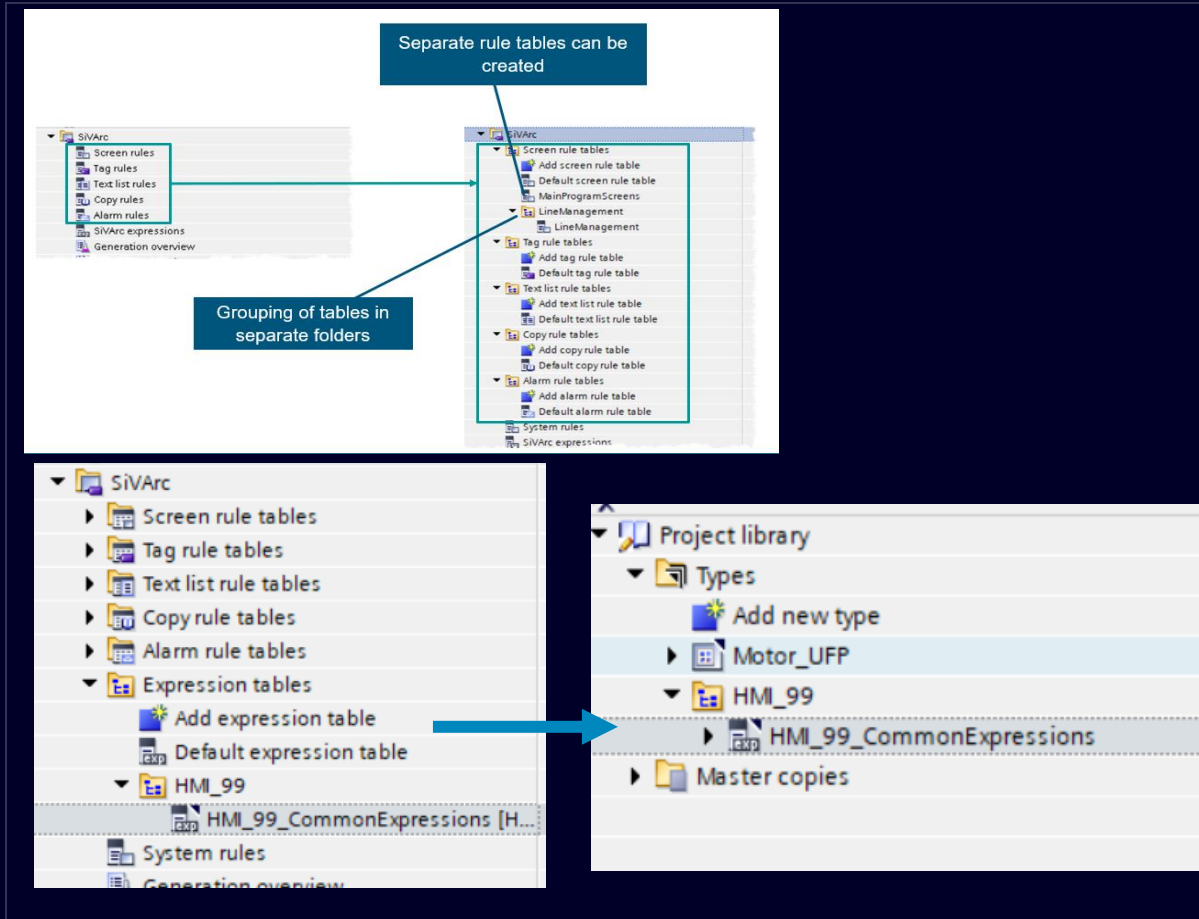 Separate rule tables can be
created
SiVArc
Screen rules
Tag rules
Text list rules
Copy rules
Alarm rules
SiVArc expressions
Generation overview
Grouping of tables in
separate folders
SiVArc
Screen rule tables
Add screen rule table
Default screen rule table
MainProgramScreens
LineManagement
LineManagement
Tag rule tables
Add tag rule table
Default tag rule table
Text list rule tables
Add text list rule table
Default text list rule table
Copy rule tables
Add copy rule table
Default copy rule table
Alarm rule tables
Add alarm rule table
Default alarm rule table
System rules
SiVArc expressions
SiVArc
Screen rule tables
Tag rule tables
Text list rule tables
Copy rule tables
Alarm rule tables
Expression tables
Add expression table
Default expression table
HMI_99
HMI_99_CommonExpressions [H...
System rules
Generation overview
Project library
Types
Add new type
Motor_UFP
HMI_99
HMI_99_CommonExpressions
Master copies